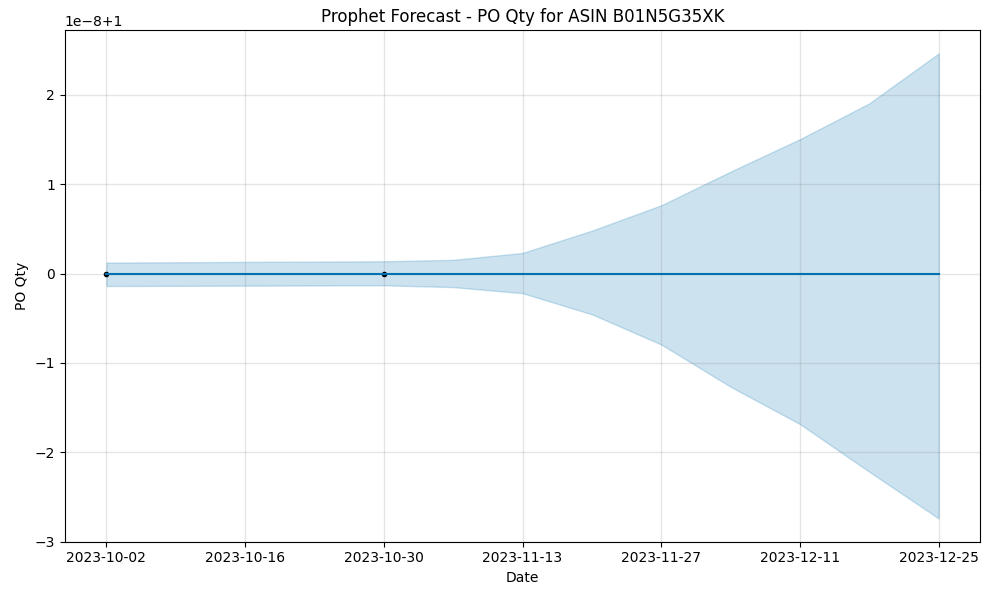 Prophet Forecast - PO Qty for ASIN B01N5G35XK
1e−8+1
2
1
0
−1
−2
−3
PO Qty
2023-10-02 2023-10-16 2023-10-30 2023-11-13 2023-11-27 2023-12-11 2023-12-25
Date